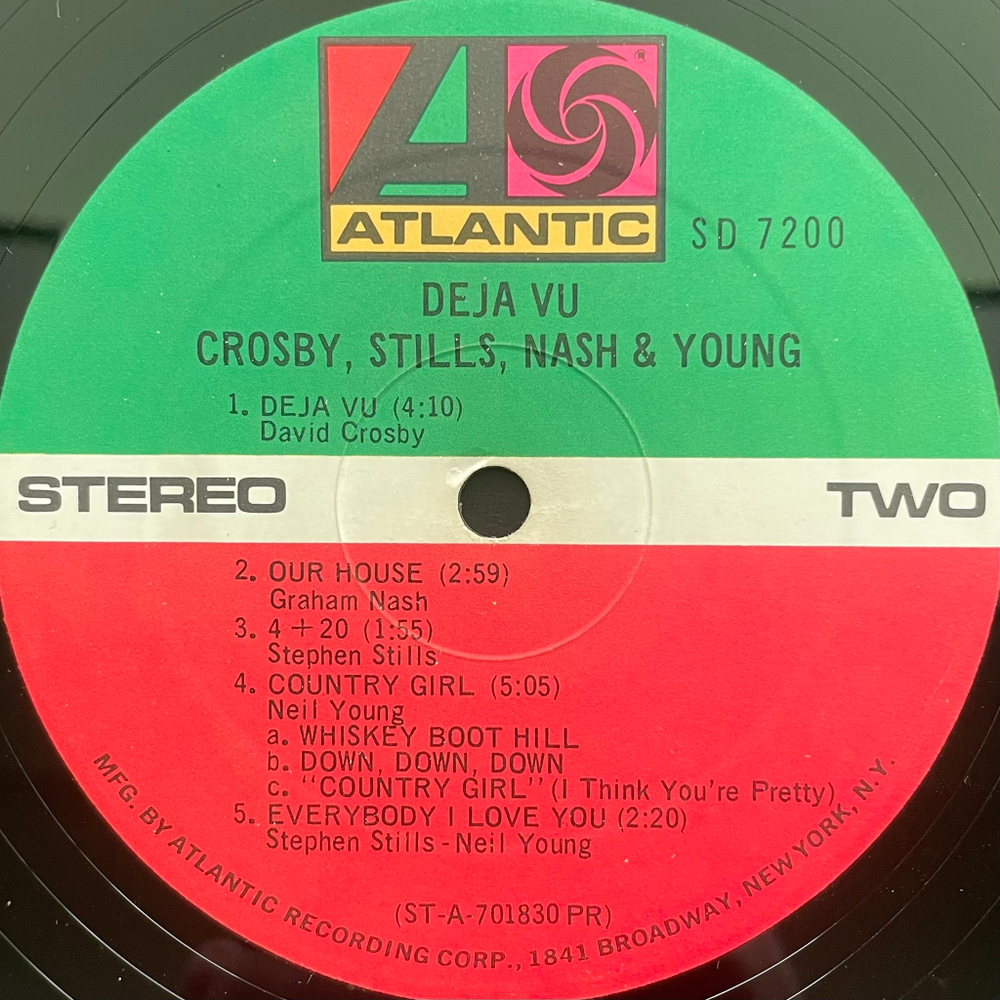 ®
ATLANTIC
SD 7200
DEJA VU
CROSBY, STILLS, NASH & YOUNG
1. DEJA VU (4:10)
David Crosby
STEREO
TWO
2. OUR HOUSE (2:59)
Graham Nash
3. 4 + 20 (1:55)
Stephen Stills
4. COUNTRY GIRL (5:05)
Neil Young
a. WHISKEY BOOT HILL
b. DOWN, DOWN, DOWN
c. "COUNTRY GIRL" (I Think You're Pretty)
5. EVERYBODY I LOVE YOU (2:20)
Stephen Stills - Neil Young
(ST-A-701830 PR)
MFG. BY ATLANTIC RECORDING CORP., 1841 BROADWAY, NEW YORK, N.Y.